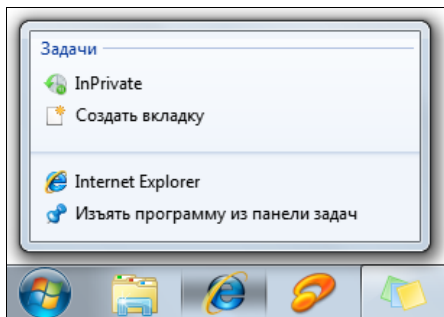 Задачи
InPrivate
Создать вкладку
Internet Explorer
Изъять программу из панели задач